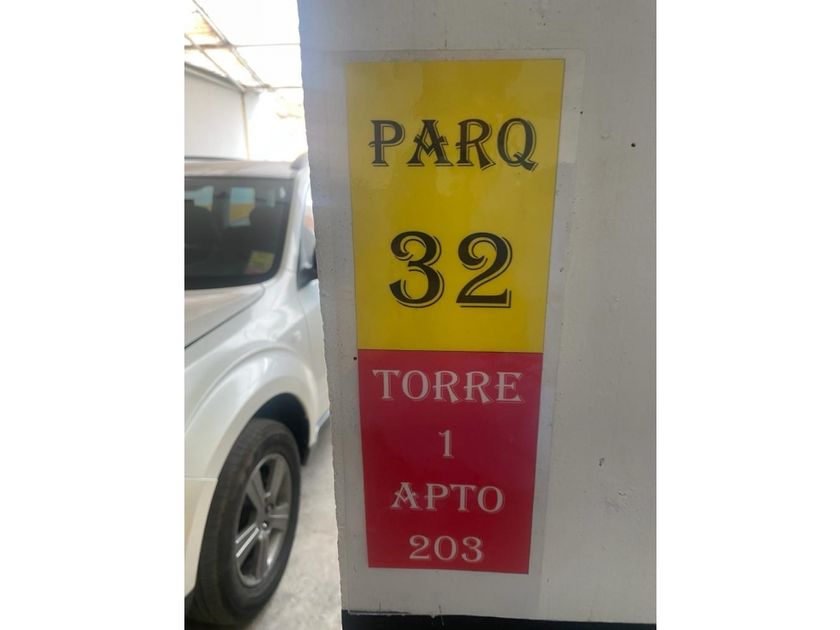 PARQ
32
TORRE
1
APTO
203